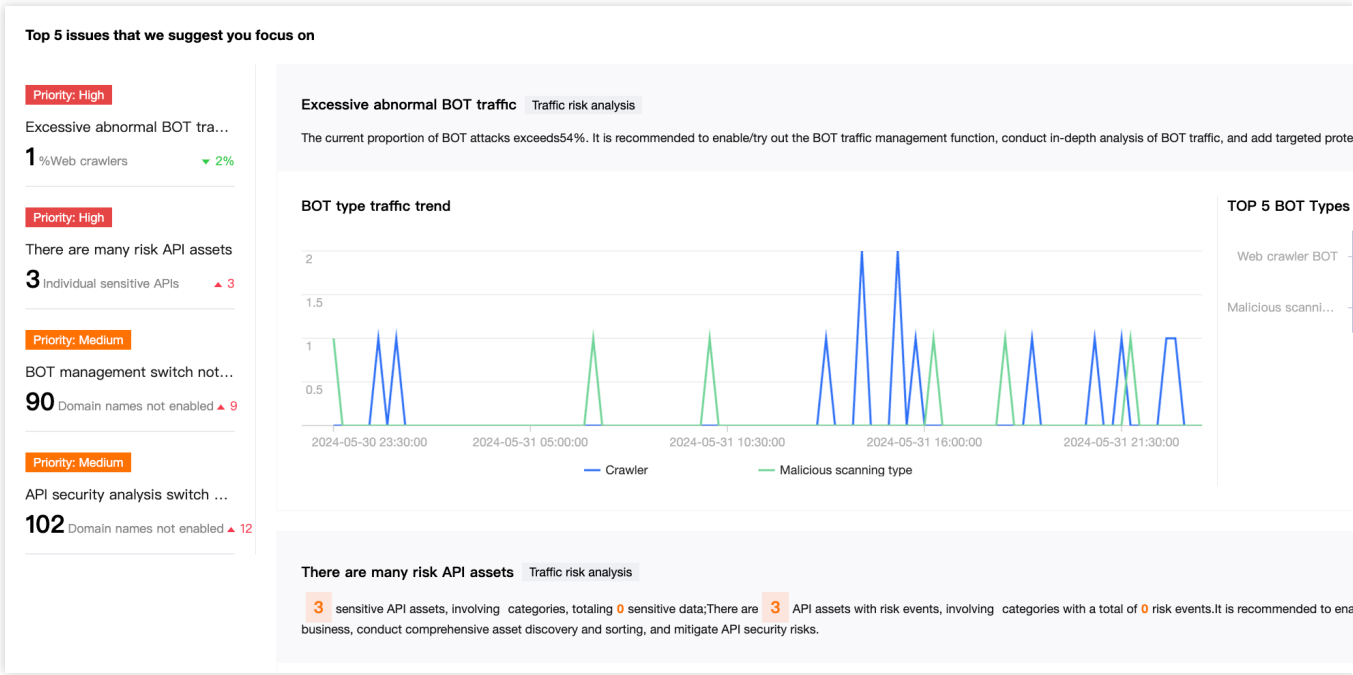 Top 5 issues that we suggest you focus on
Priority: High
Excessive abnormal BOT tra...
1 %Web crawlers 2%
Priority: High
There are many risk API assets
3 Individual sensitive APIs 3
Priority: Medium
BOT management switch not...
90 Domain names not enabled 9
Priority: Medium
API security analysis switch ...
102 Domain names not enabled 12
Excessive abnormal BOT traffic Traffic risk analysis
The current proportion of BOT attacks exceeds54%. It is recommended to enable/try out the BOT traffic management function, conduct in-depth analysis of BOT traffic, and add targeted prote
BOT type traffic trend
2
1.5
1
0.5
2024-05-30 23:30:00 2024-05-31 05:00:00 2024-05-31 10:30:00 2024-05-31 16:00:00 2024-05-31 21:30:00
Crawler Malicious scanning type
TOP 5 BOT Types
Web crawler BOT
Malicious scanni...
There are many risk API assets Traffic risk analysis
3 sensitive API assets, involving categories, totaling 0 sensitive data;There are 3 API assets with risk events, involving categories with a total of 0 risk events.It is recommended to ena
business, conduct comprehensive asset discovery and sorting, and mitigate API security risks.